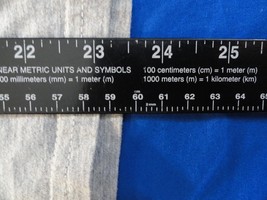 22 23 24 25
NEAR METRIC UNITS AND SYMBOLS 100 centimeters (cm) = 1 meter (m)
00 millimeters (mm) = 1 meter (m) 1000 meters (m) = 1 kilometer (km)
55 56 57 58 59 60 61 62 63 64 65